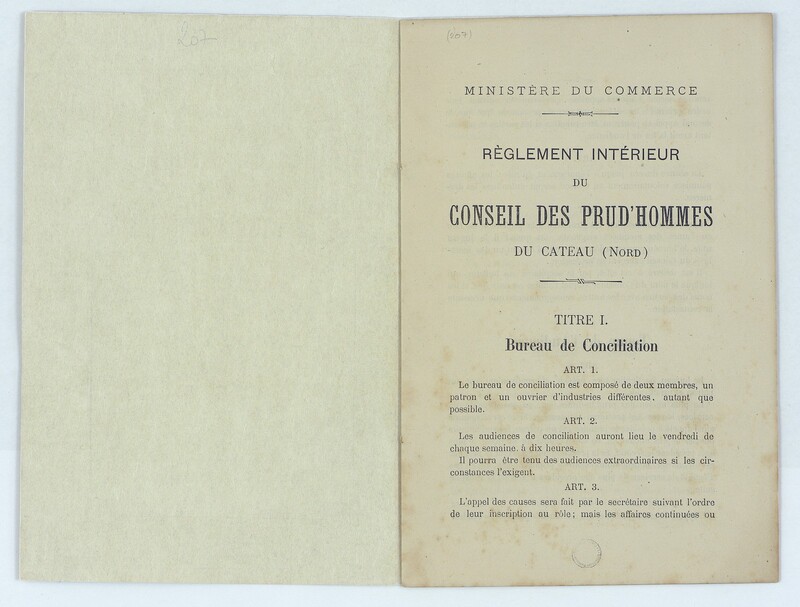 207
(207)
MINISTÈRE DU COMMERCE
RÈGLEMENT INTÉRIEUR
DU
CONSEIL DES PRUD'HOMMES
DU CATEAU (NORD)
TITRE I.
Bureau de Conciliation
ART. 1.
Le bureau de conciliation est composé de deux membres, un
patron et un ouvrier d'industries différentes, autant que
possible.
ART. 2.
Les audiences de conciliation auront lieu le vendredi de
chaque semaine, à dix heures.
Il pourra être tenu des audiences extraordinaires si les cir-
constances l'exigent.
ART. 3.
L'appel des causes sera fait par le secrétaire suivant l'ordre
de leur inscription au rôle; mais les affaires continuées ou